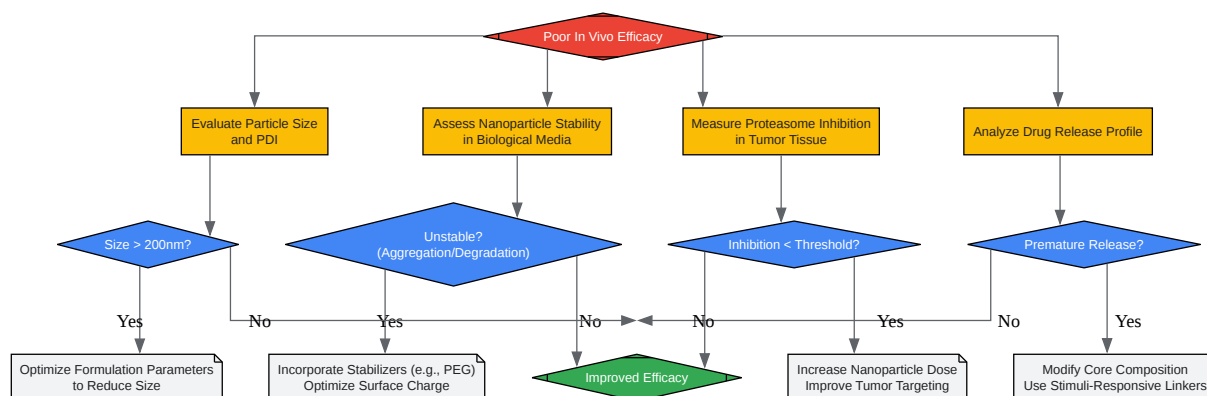 Poor In Vivo Efficacy
Evaluate Particle Size
and PDI
Assess Nanoparticle Stability
in Biological Media
Measure Proteasome Inhibition
in Tumor Tissue
Analyze Drug Release Profile
Size > 200nm?
Unstable?
(Aggregation/Degradation)
Inhibition < Threshold?
Premature Release?
Yes
No
Yes
No
No
Yes
No
Yes
Optimize Formulation Parameters
to Reduce Size
Incorporate Stabilizers (e.g., PEG)
Optimize Surface Charge
Improved Efficacy
Increase Nanoparticle Dose
Improve Tumor Targeting
Modify Core Composition
Use Stimuli-Responsive Linkers